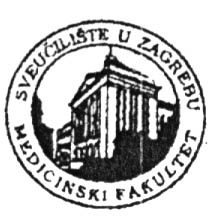 SVEUČILIŠTE U ZAGREBU
MEDICINSKI FAKULTET